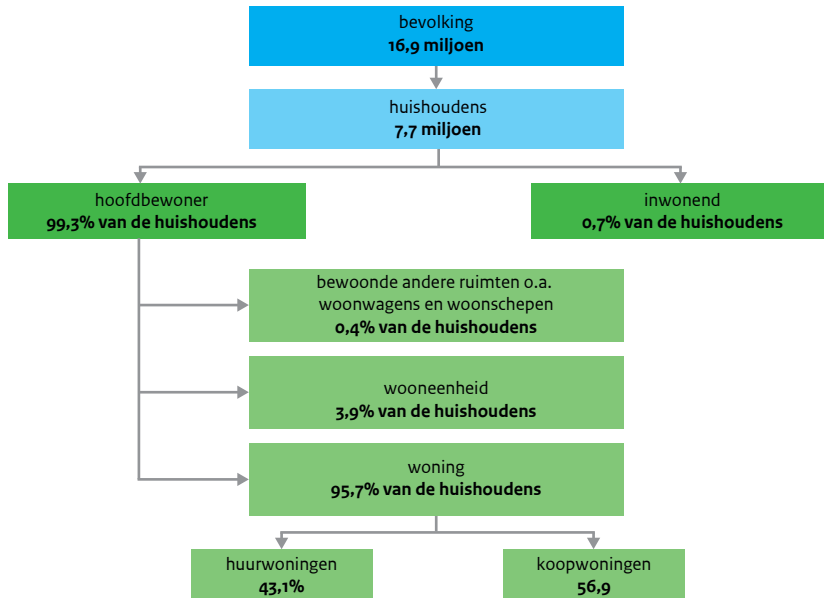 bevolking
16,9 miljoen
huishoudens
7,7 miljoen
hoofdbewoner
99,3% van de huishoudens
inwonend
0,7% van de huishoudens
bewoonde andere ruimten o.a.
woonwagens en woonschepen
0,4% van de huishoudens
wooneenheid
3,9% van de huishoudens
woning
95,7% van de huishoudens
huurwoningen
43,1%
koopwoningen
56,9